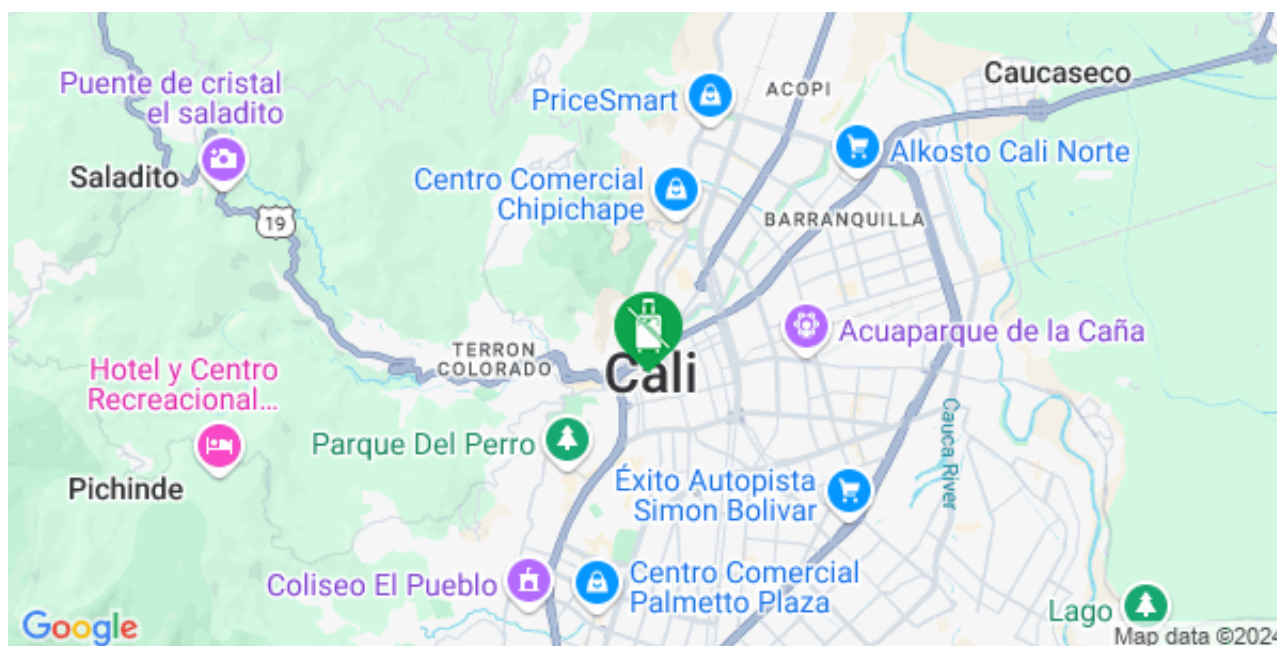 Puente de cristal
el saladito
Saladito
19
PriceSmart
ACOPI
Caucaseco
Alkosto Cali Norte
Centro Comercial
Chipichape
BARRANQUILLA
Acuaparque de la Caña
TERRON
COLORADO
Cali
Hotel y Centro
Recreacional...
Pichinde
Parque Del Perro
Éxito Autopista
Simon Bolivar
Cauca River
Coliseo El Pueblo
Centro Comercial
Palmetto Plaza
Lago
Google
Map data ©2024